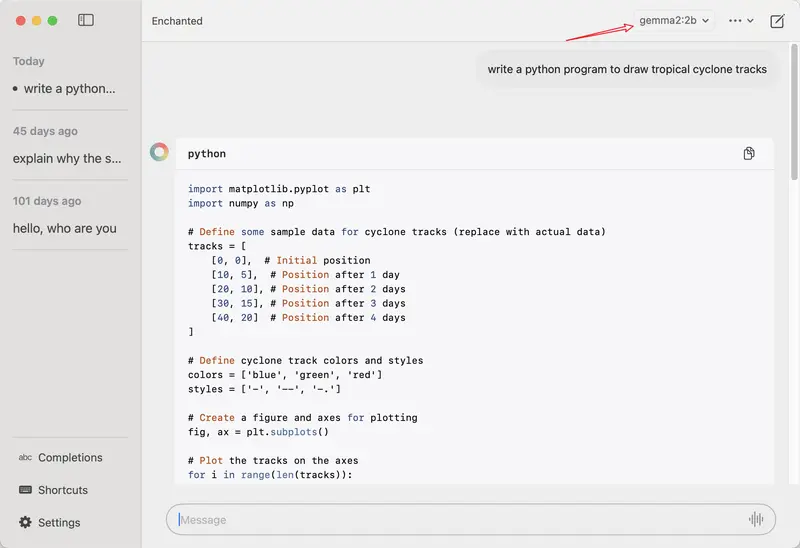 Enchanted
gemma2:2b
Today
write a python...
45 days ago
explain why the s...
101 days ago
hello, who are you
abc Completions
Shortcuts
Settings
write a python program to draw tropical cyclone tracks
python
import matplotlib.pyplot as plt
import numpy as np
# Define some sample data for cyclone tracks (replace with actual data)
tracks = [
    [0, 0],  # Initial position
    [10, 5],  # Position after 1 day
    [20, 10], # Position after 2 days
    [30, 15], # Position after 3 days
    [40, 20]  # Position after 4 days
]
# Define cyclone track colors and styles
colors = ['blue', 'green', 'red']
styles = ['-', '--', '-.']
# Create a figure and axes for plotting
fig, ax = plt.subplots()
# Plot the tracks on the axes
for i in range(len(tracks)):
Message